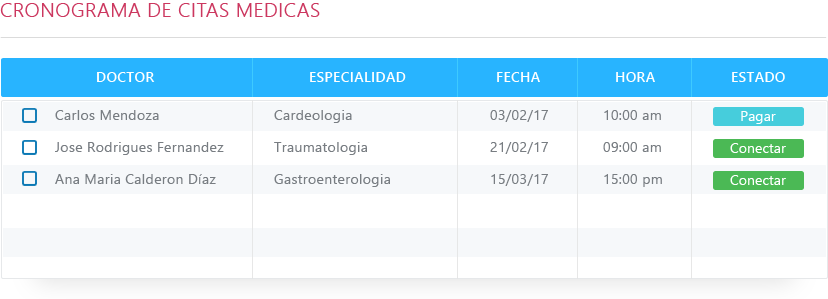 CRONOGRAMA DE CITAS MEDICAS
DOCTOR ESPECIALIDAD FECHA HORA ESTADO
Carlos Mendoza Cardeologia 03/02/17 10:00 am Pagar
Jose Rodrigues Fernandez Traumatologia 21/02/17 09:00 am Conectar
Ana Maria Calderon Díaz Gastroenterologia 15/03/17 15:00 pm Conectar